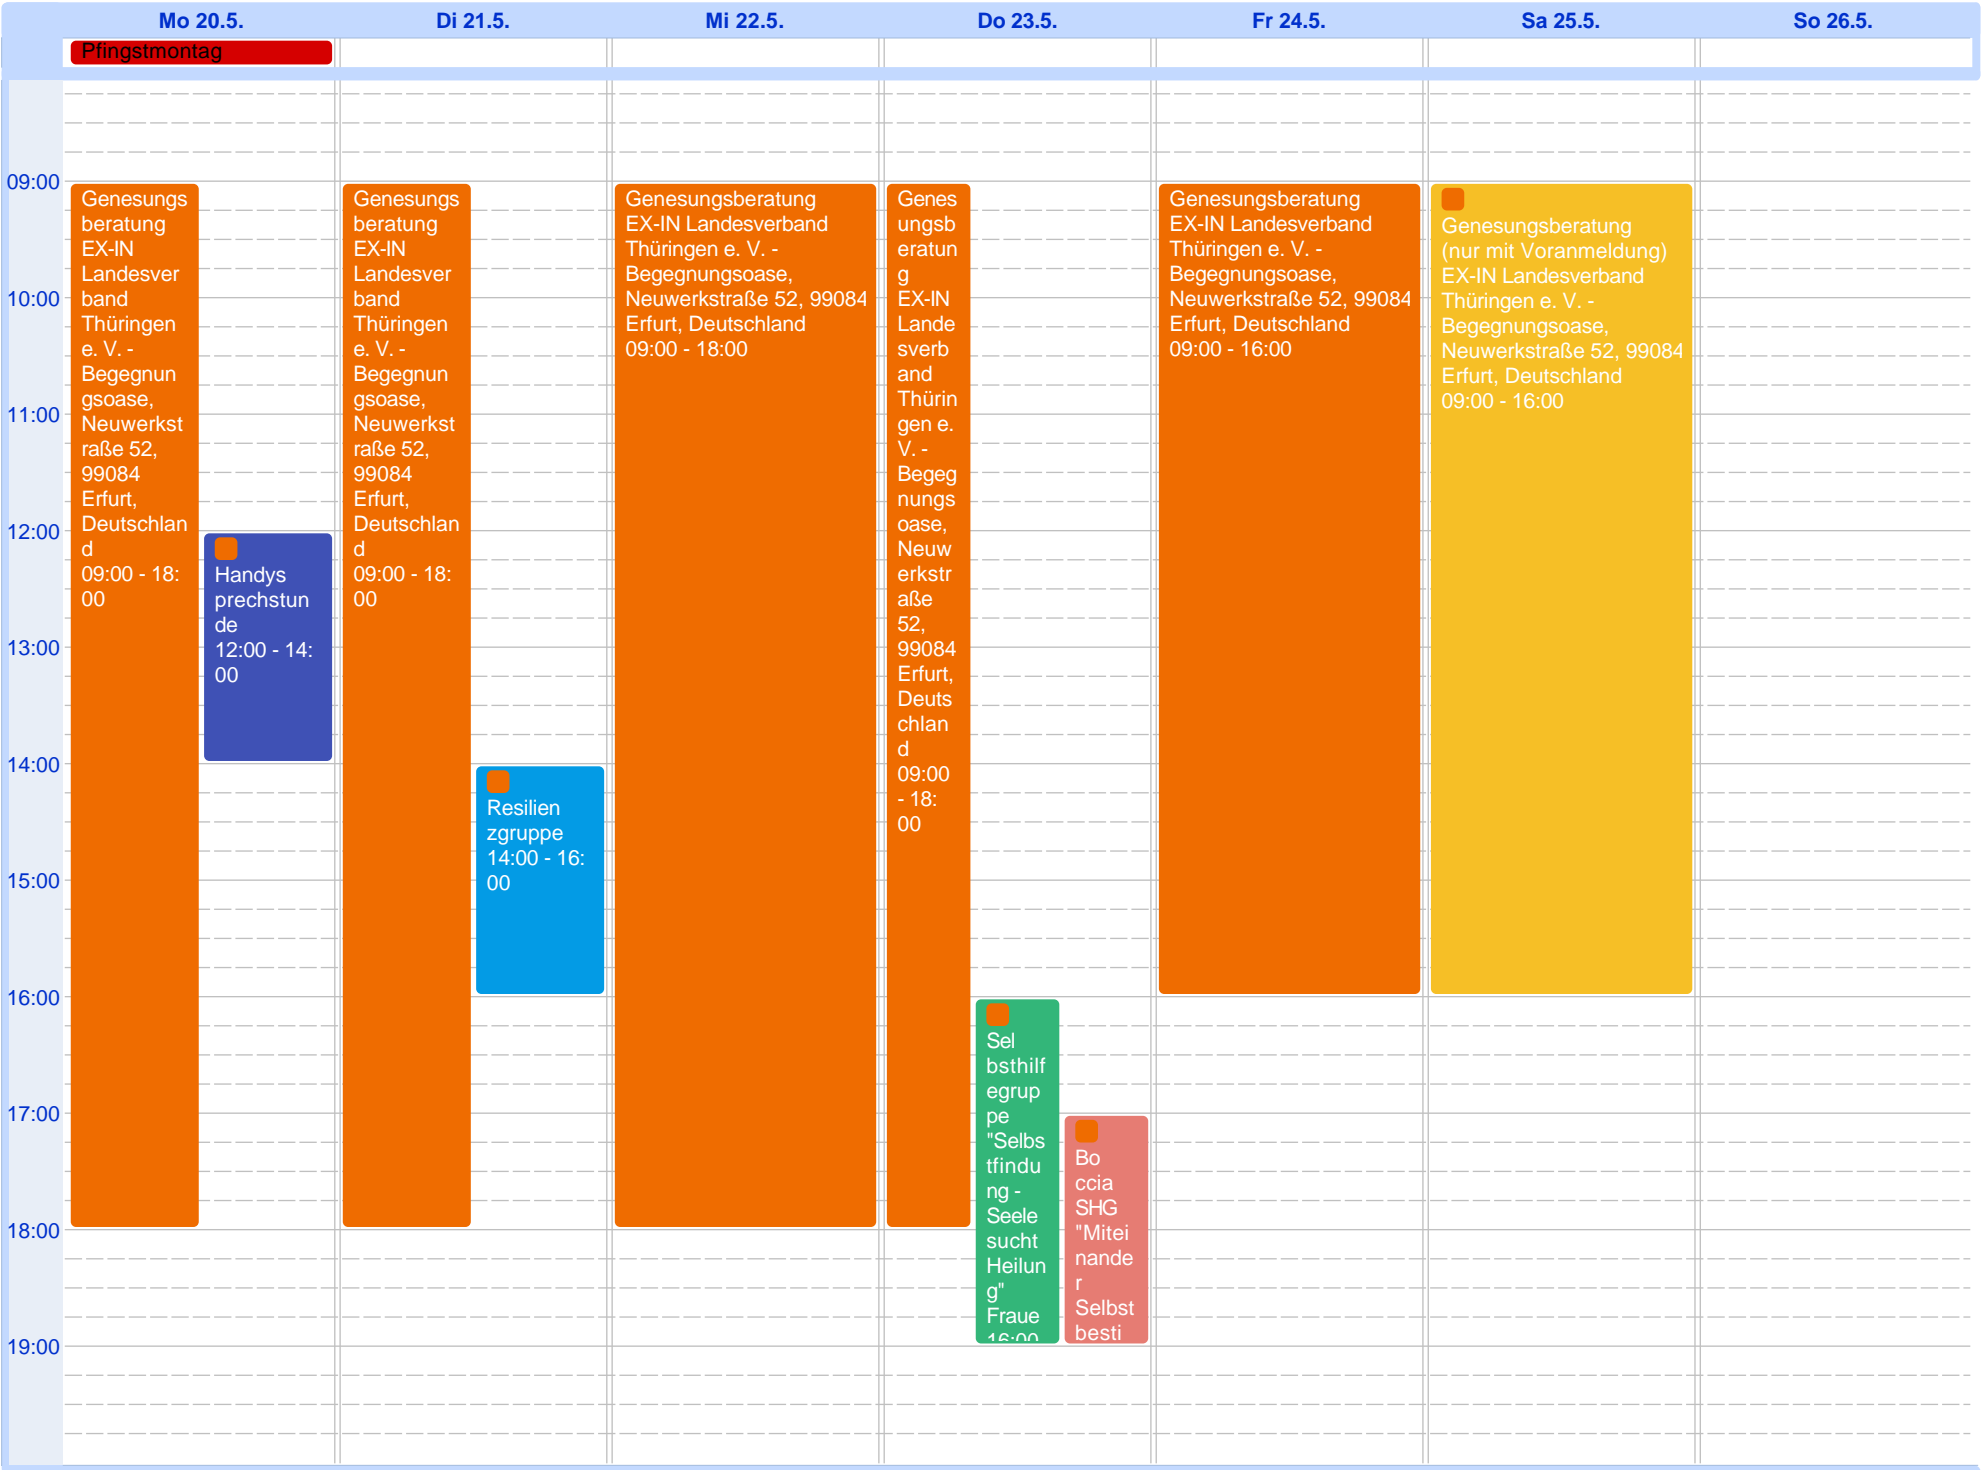 Mo 20.5.
Di 21.5.
Mi 22.5.
Do 23.5.
Fr 24.5.
Sa 25.5.
So 26.5.
Pfingstmontag
09:00
10:00
11:00
12:00
13:00
14:00
15:00
16:00
17:00
18:00
19:00
Genesungs
beratung
EX-IN
Landesver
band
Thüringen
e. V. -
Begegnun
gsoase,
Neuwerkst
raße 52,
99084
Erfurt,
Deutschlan
d
09:00 - 18:
00
Handys
prechstun
de
12:00 - 14:
00
Genesungs
beratung
EX-IN
Landesver
band
Thüringen
e. V. -
Begegnun
gsoase,
Neuwerkst
raße 52,
99084
Erfurt,
Deutschlan
d
09:00 - 18:
00
Resilien
zgruppe
14:00 - 16:
00
Genesungsberatung
EX-IN Landesverband
Thüringen e. V. -
Begegnungsoase,
Neuwerkstraße 52, 99084
Erfurt, Deutschland
09:00 - 18:00
Genes
ungsb
eratun
g
EX-IN
Lande
sverb
and
Thürin
gen e.
V. -
Begeg
nungs
oase,
Neuw
erkstr
aße
52,
99084
Erfurt,
Deuts
chlan
d
09:00
- 18:
00
Sel
bsthilf
egrup
pe
"Selbs
tfindu
ng -
Seele
sucht
Heilun
g"
Fraue
16:00
Bo
ccia
SHG
"Mitei
nande
r
Selbst
besti
Genesungsberatung
EX-IN Landesverband
Thüringen e. V. -
Begegnungsoase,
Neuwerkstraße 52, 99084
Erfurt, Deutschland
09:00 - 16:00
Genesungsberatung
(nur mit Voranmeldung)
EX-IN Landesverband
Thüringen e. V. -
Begegnungsoase,
Neuwerkstraße 52, 99084
Erfurt, Deutschland
09:00 - 16:00